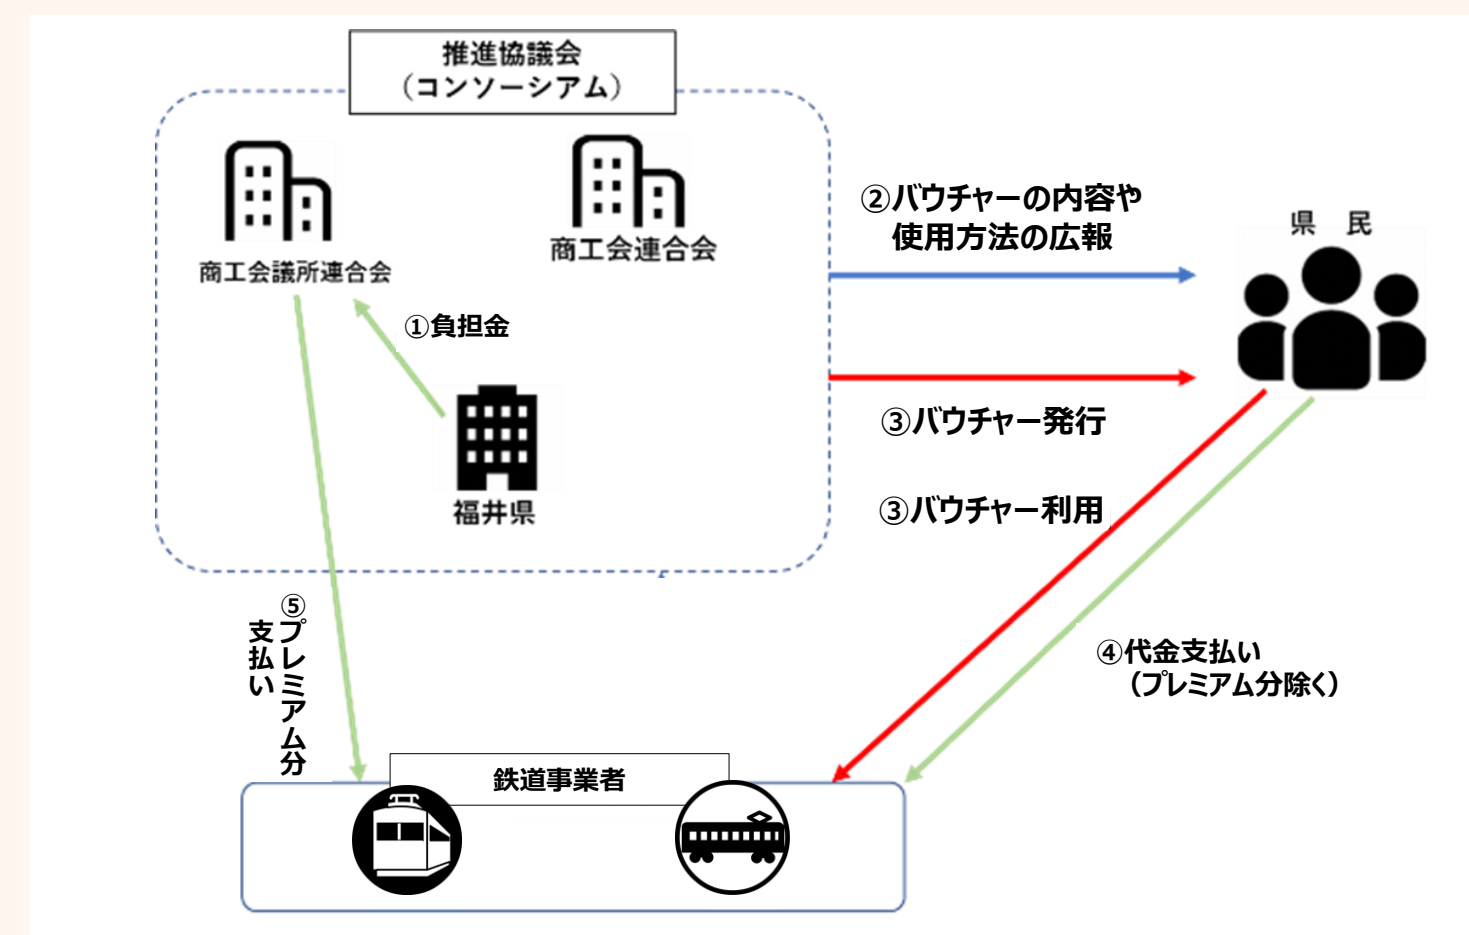 推進協議会
（コンソーシアム）
商工会議所連合会
商工会連合会
①負担金
福井県
②バウチャーの内容や
使用方法の広報
県　民
③バウチャー発行
③バウチャー利用
④代金支払い
（プレミアム分除く）
⑤プレミアム分
支払い
鉄道事業者